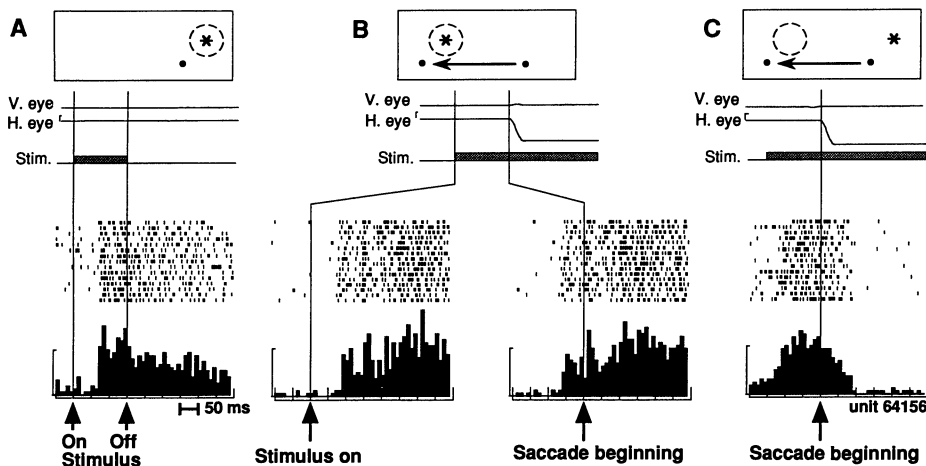 A
B
C
V. eye
H. eye
Stim.
V. eye
H. eye
Stim.
V. eye
H. eye
Stim.
50 ms
unit 64156
On
Off
Stimulus
Stimulus on
Saccade beginning
Saccade beginning